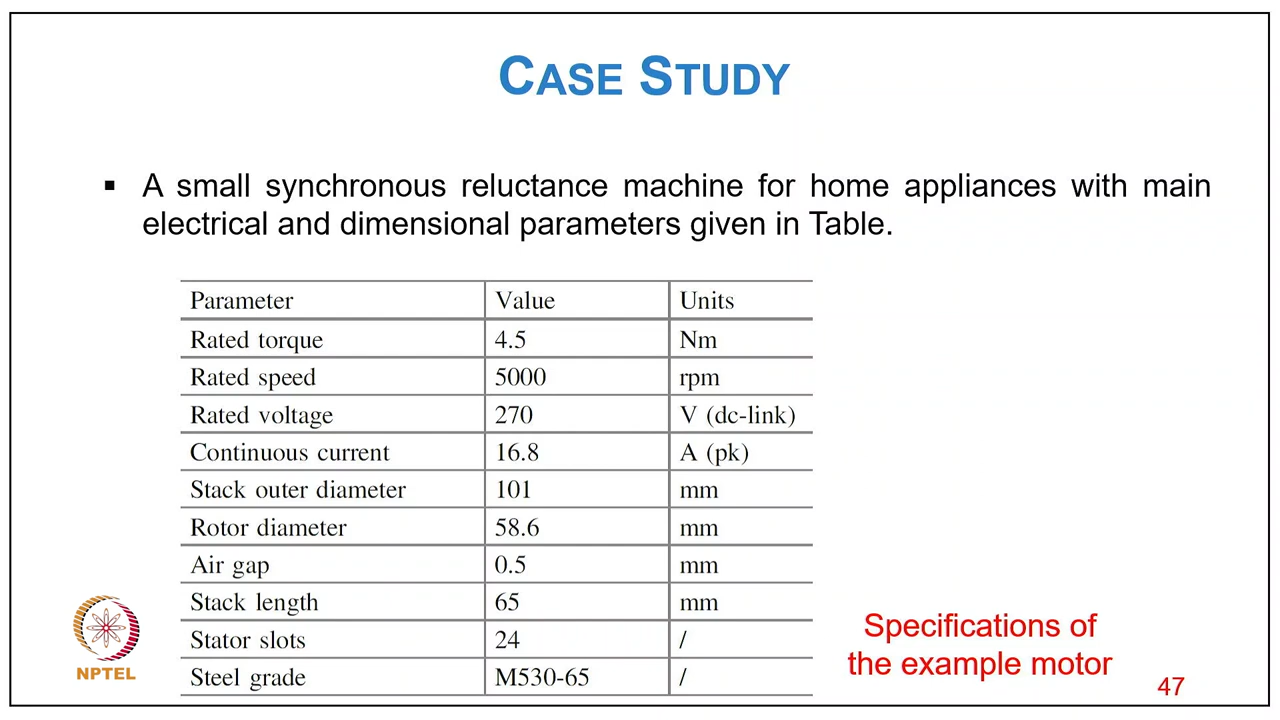 CASE STUDY
▪ A small synchronous reluctance machine for home appliances with main
electrical and dimensional parameters given in Table.
Parameter Value Units
Rated torque 4.5 Nm
Rated speed 5000 rpm
Rated voltage 270 V (dc-link)
Continuous current 16.8 A (pk)
Stack outer diameter 101 mm
Rotor diameter 58.6 mm
Air gap 0.5 mm
Stack length 65 mm
Stator slots 24 /
Steel grade M530-65 /
Specifications of
the example motor
NPTEL
47